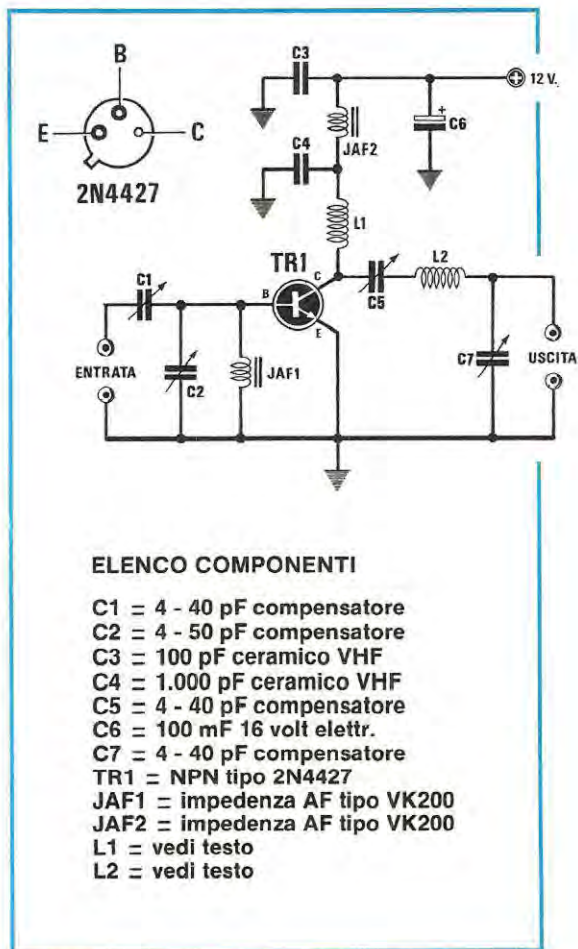 B
E
C
2N4427
C3
12 V.
C4
JAF2
+
C6
L1
TR1
C1
B
C
E
C5
L2
ENTRATA
C2
JAF1
C7
USCITA
ELENCO COMPONENTI
C1 = 4 - 40 pF compensatore
C2 = 4 - 50 pF compensatore
C3 = 100 pF ceramico VHF
C4 = 1.000 pF ceramico VHF
C5 = 4 - 40 pF compensatore
C6 = 100 mF 16 volt elettr.
C7 = 4 - 40 pF compensatore
TR1 = NPN tipo 2N4427
JAF1 = impedenza AF tipo VK200
JAF2 = impedenza AF tipo VK200
L1 = vedi testo
L2 = vedi testo